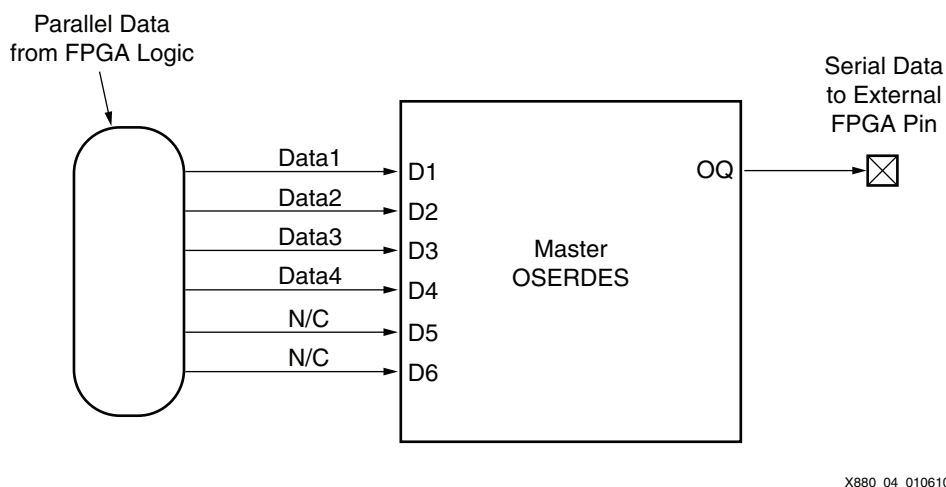 Parallel Data
from FPGA Logic
Serial Data
to External
FPGA Pin
Data1
D1
OQ
Data2
D2
Data3
D3
Master
OSERDES
Data4
D4
N/C
D5
N/C
D6
X880_04_010610